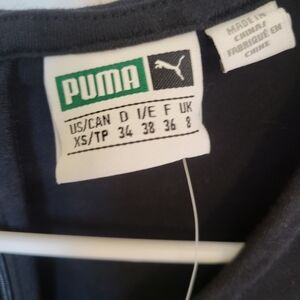 PUMA
US/CAN D I/E F UK
XS/TP 34 38 36 8
MADE IN
CHINA/
FABRIQUÉ EN
CHINE